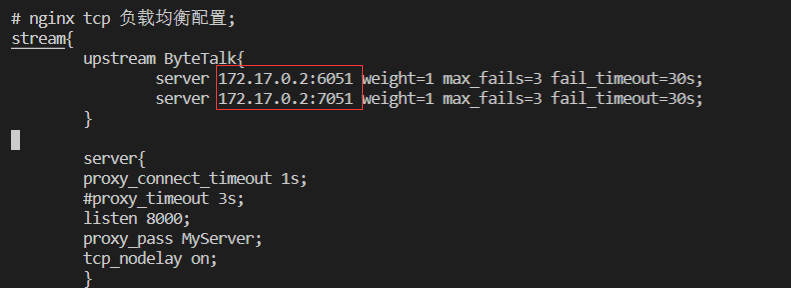 # nginx tcp 负载均衡配置;
stream{
upstream ByteTalk{
server 172.17.0.2:6051 weight=1 max_fails=3 fail_timeout=30s;
server 172.17.0.2:7051 weight=1 max_fails=3 fail_timeout=30s;
}
server{
proxy_connect_timeout 1s;
#proxy_timeout 3s;
listen 8000;
proxy_pass MyServer;
tcp_nodelay on;
}